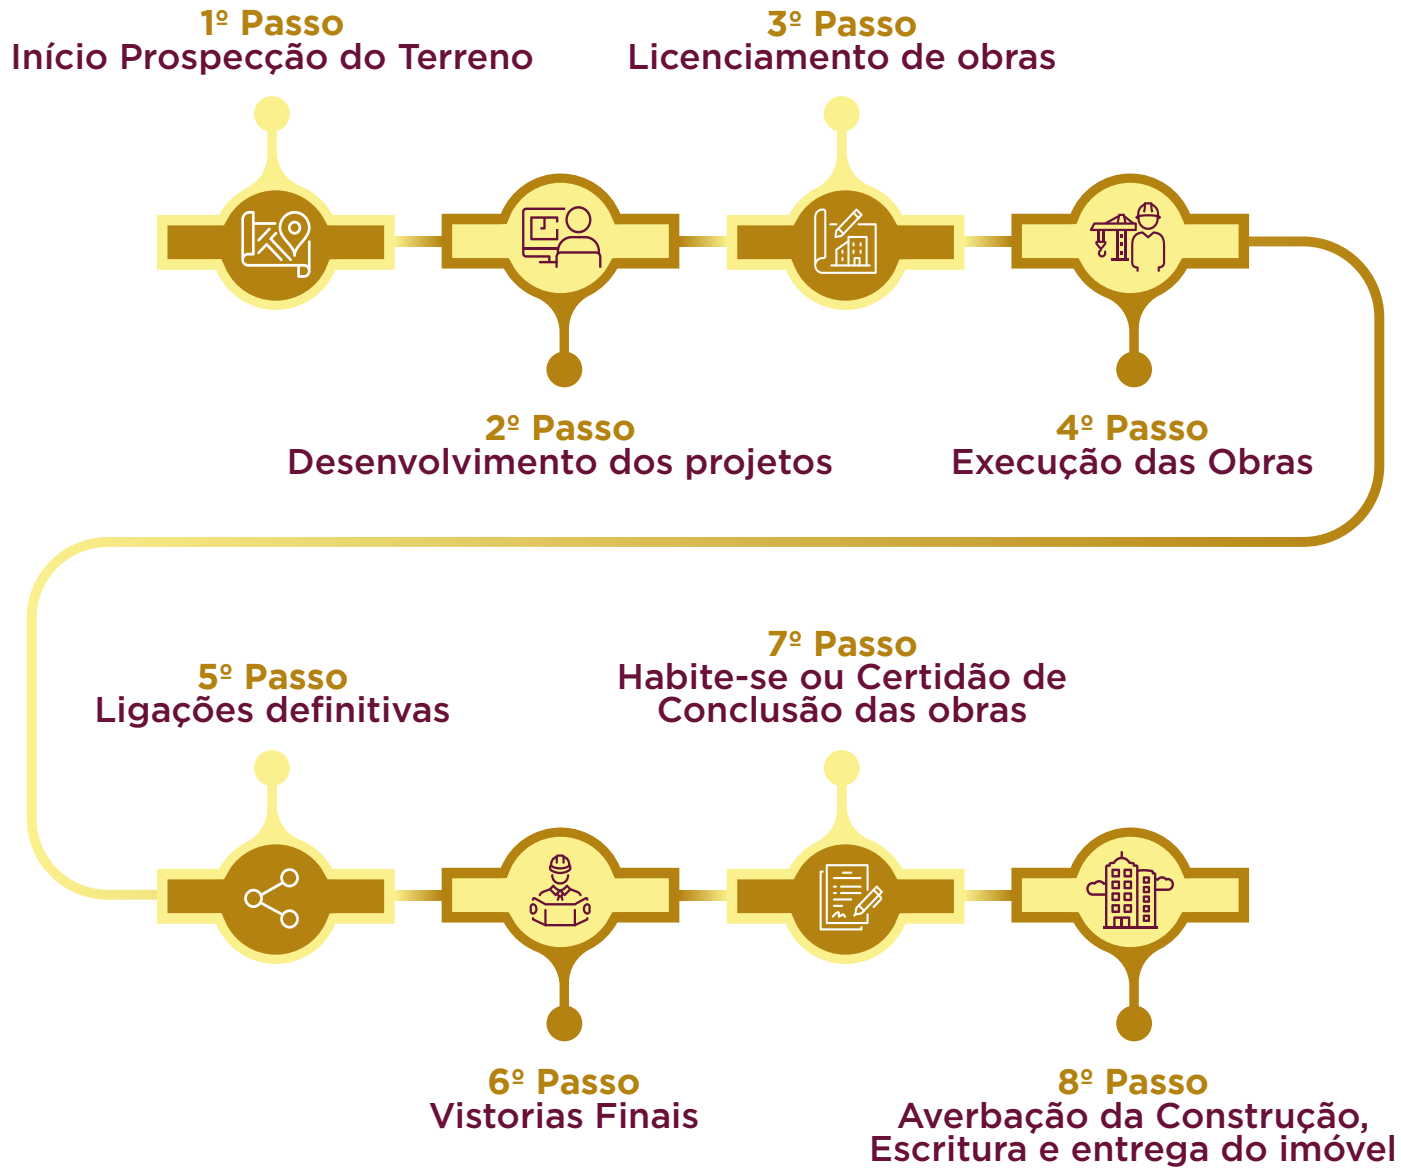 1º Passo
Início Prospecção do Terreno
2º Passo
Desenvolvimento dos projetos
3º Passo
Licenciamento de obras
4º Passo
Execução das Obras
5º Passo
Ligações definitivas
6º Passo
Vistorias Finais
7º Passo
Habite-se ou Certidão de
Conclusão das obras
8º Passo
Averbação da Construção,
Escritura e entrega do imóvel